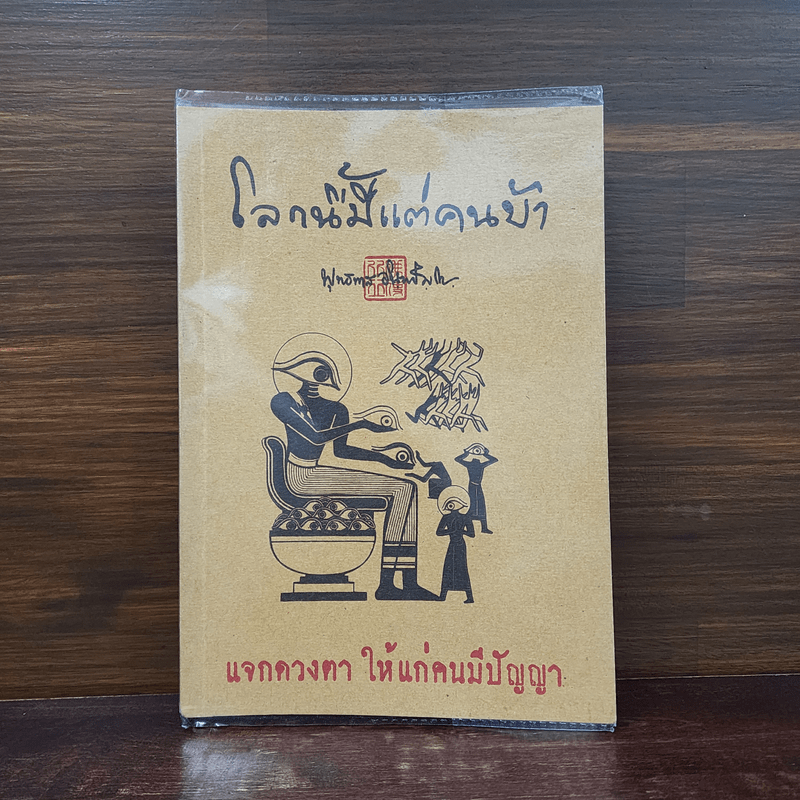 โลกนี้มีแต่คนบ้า
พุทธทาส อินทปัญโญ
แจกดวงตา ให้แก่คนมีปัญญา